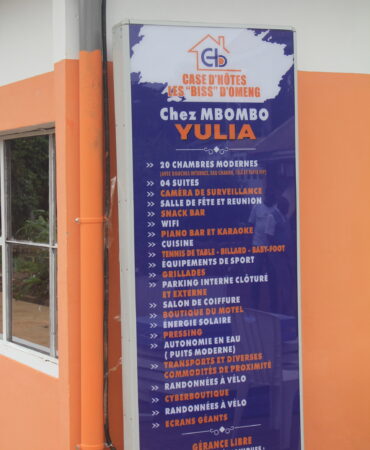 CASE D'HÔTES
LES "BISS" D'OMENG
Chez MBOMBO
YULIA
>> 20 CHAMBRES MODERNES
>> 04 SUITES
>> CAMÉRA DE SURVEILLANCE
>> SALLE DE FÊTE ET REUNION
>> SNACK BAR
>> WIFI
>> PIANO BAR ET KARAOKE
>> CUISINE
>> TENNIS DE TABLE - BILLARD - BABY-FOOT
>> ÉQUIPEMENTS DE SPORT
>> GRILLADES
>> PARKING INTERNE CLÔTURÉ
ET EXTERNE
>> SALON DE COIFFURE
>> BOUTIQUE DU MOTEL
>> ÉNERGIE SOLAIRE
>> PRESSING
>> AUTONOMIE EN EAU
( PUITS MODERNE)
>> TRANSPORTS ET DIVERSES
COMMODITÉS DE PROXIMITÉ
>> RANDONNÉES À VÉLO
>> CYBERBOUTIQUE
>> RANDONNÉES À VÉLO
>> ECRANS GÉANTS
GÉRANCE LIBRE